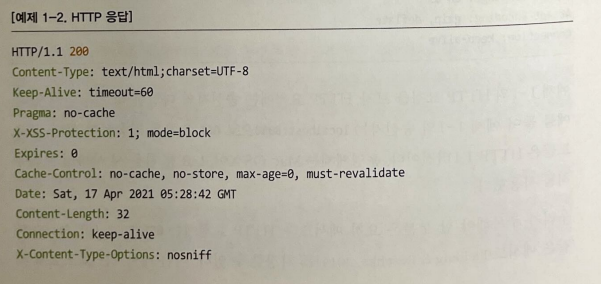 [예제 1-2. HTTP 응답]
HTTP/1.1 200
Content-Type: text/html;charset=UTF-8
Keep-Alive: timeout=60
Pragma: no-cache
X-XSS-Protection: 1; mode=block
Expires: 0
Cache-Control: no-cache, no-store, max-age=0, must-revalidate
Date: Sat, 17 Apr 2021 05:28:42 GMT
Content-Length: 32
Connection: keep-alive
X-Content-Type-Options: nosniff